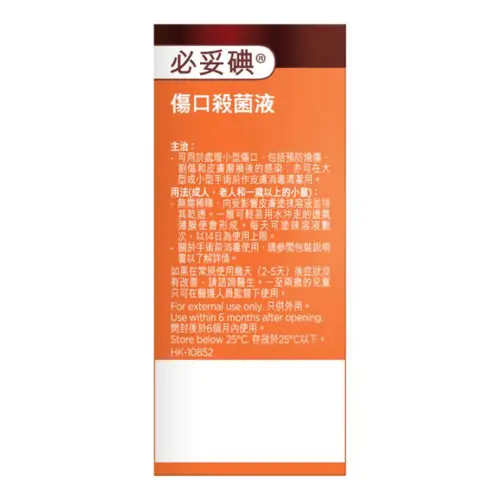 必妥碘®
傷口殺菌液
主治：
- 可用於處理小型傷口，包括預防燒傷、
割傷和皮膚磨損後的感染，亦可在大
型或小型手術前作皮膚消毒清潔用。
用法(成人、老人和一歲以上的小童)：
- 無需稀釋，向受影響皮膚塗抹溶液並待
其乾透。一層可輕易用水沖走的透氣
薄膜便會形成。每天可塗抹溶液數
次，以14日為使用上限。
- 關於手術前消毒使用，請參閱包裝說明
書以了解詳情。
如果在常規使用幾天 (2-5天) 後症狀沒
有改善，請諮詢醫生。一至兩歲的兒童
只可在醫護人員監督下使用。
For external use only. 只供外用。
Use within 6 months after opening.
開封後於6個月內使用。
Store below 25°C. 存放於25°C以下。
HK-10852